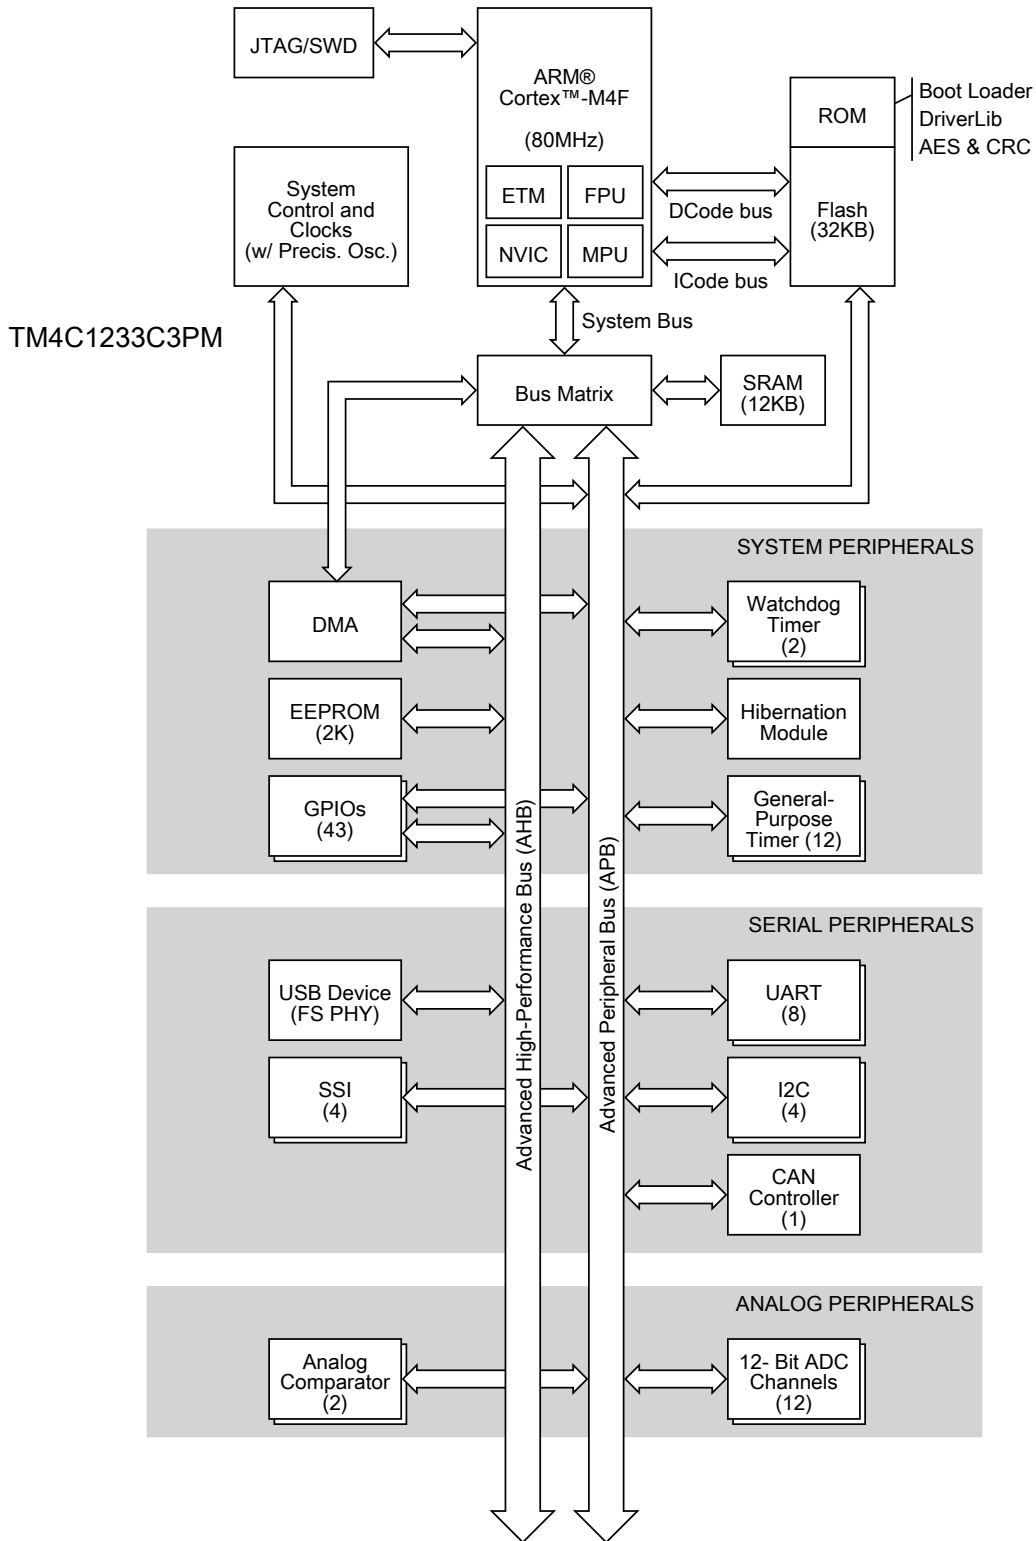 JTAG/SWD
ARM®
Cortex™-M4F
(80MHz)
ETM
FPU
NVIC
MPU
ROM
Boot Loader
DriverLib
AES & CRC
Flash
(32KB)
DCode bus
ICode bus
System
Control and
Clocks
(w/ Precis. Osc.)
TM4C1233C3PM
System Bus
Bus Matrix
SRAM
(12KB)
SYSTEM PERIPHERALS
DMA
Watchdog
Timer
(2)
EEPROM
(2K)
Hibernation
Module
GPIOs
(43)
General-
Purpose
Timer (12)
Advanced High-Performance Bus (AHB)
Advanced Peripheral Bus (APB)
SERIAL PERIPHERALS
USB Device
(FS PHY)
UART
(8)
SSI
(4)
I2C
(4)
CAN
Controller
(1)
ANALOG PERIPHERALS
Analog
Comparator
(2)
12- Bit ADC
Channels
(12)